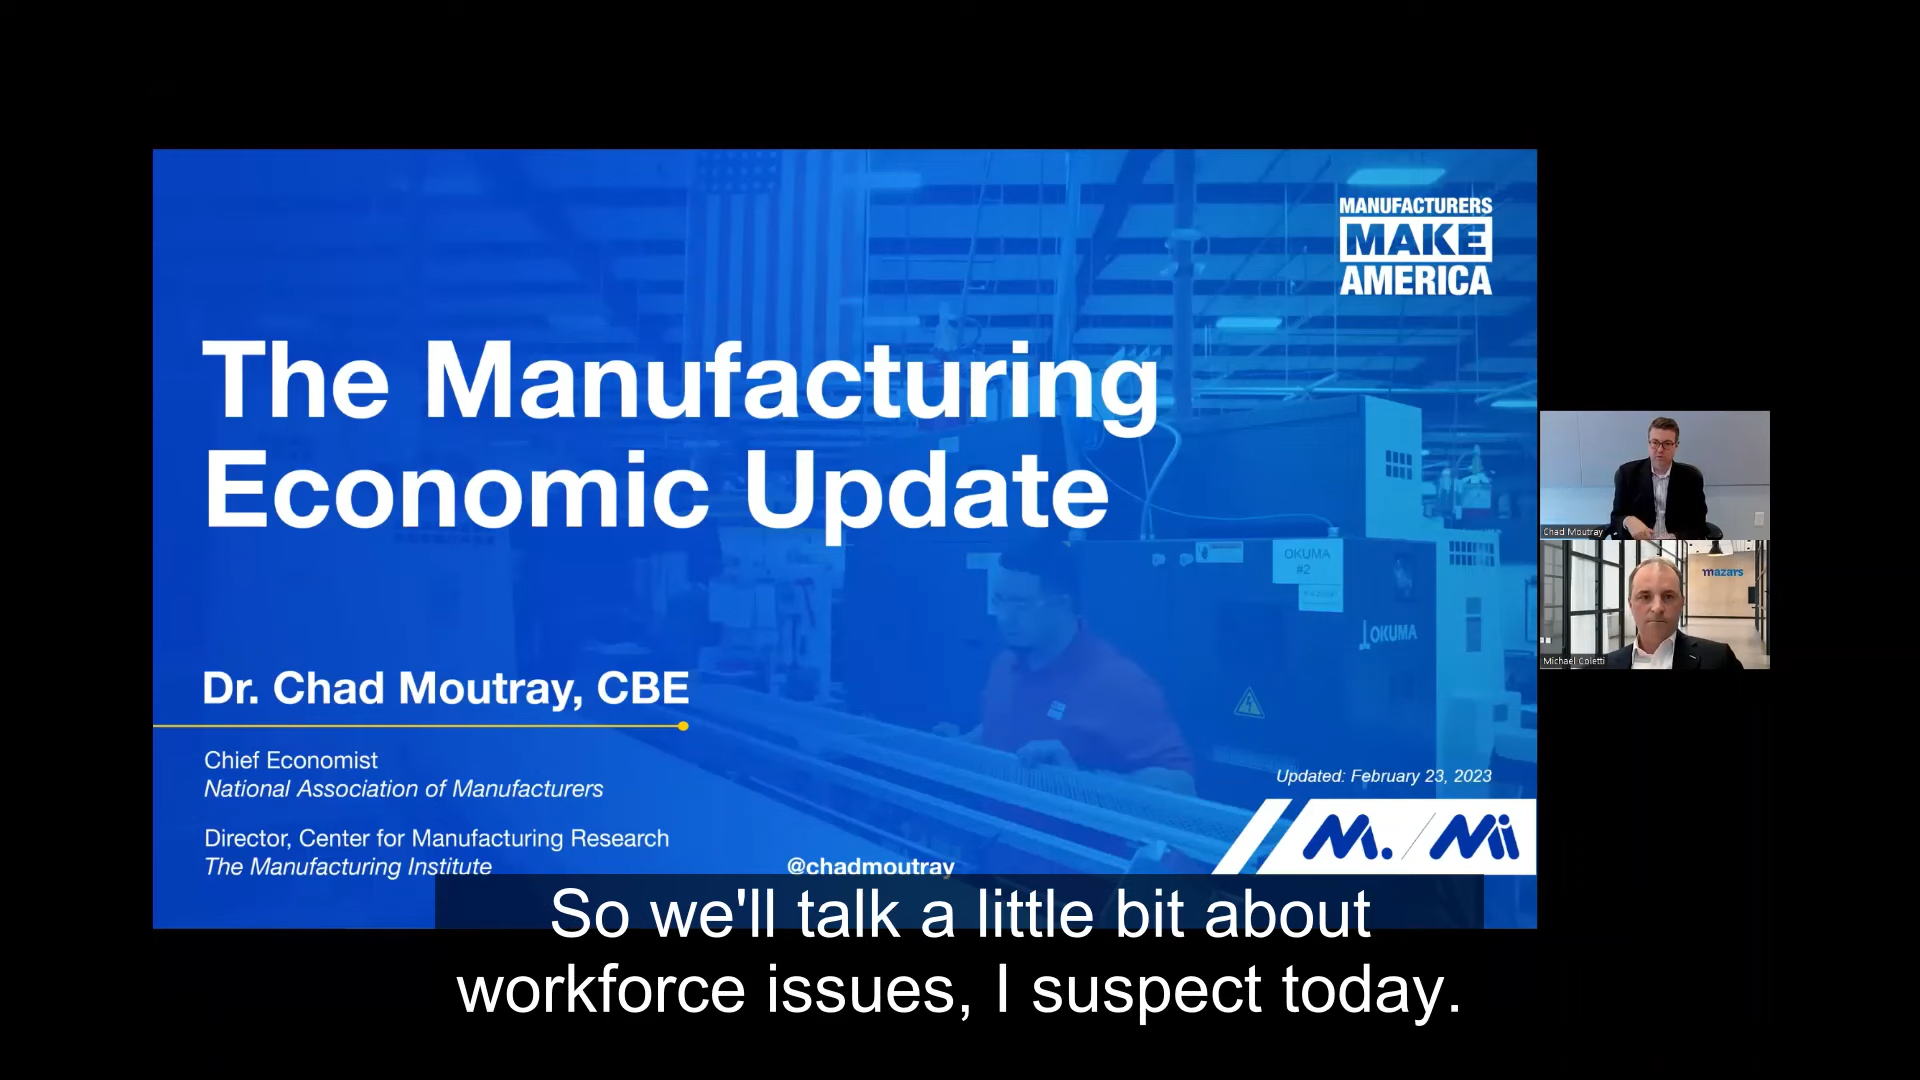 MANUFACTURERS
MAKE
AMERICA
The Manufacturing
Economic Update
OKUMA
#2
OKUMA
Dr. Chad Moutray, CBE
Chief Economist
National Association of Manufacturers
Director, Center for Manufacturing Research
The Manufacturing Institute
@chadmoutray
Updated: February 23, 2023
M. / Mi
Chad Moutray
mazars
Michael Coletti
So we'll talk a little bit about
workforce issues, I suspect today.